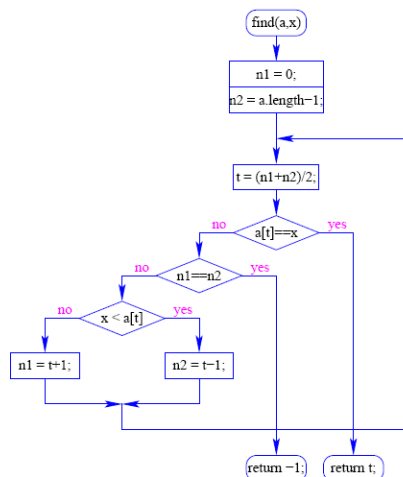 find(a,x)
n1 = 0;
n2 = a.length−1;
t = (n1+n2)/2;
no
a[t]==x
yes
no
n1==n2
yes
no
x < a[t]
yes
n1 = t+1;
n2 = t−1;
return −1;
return t;